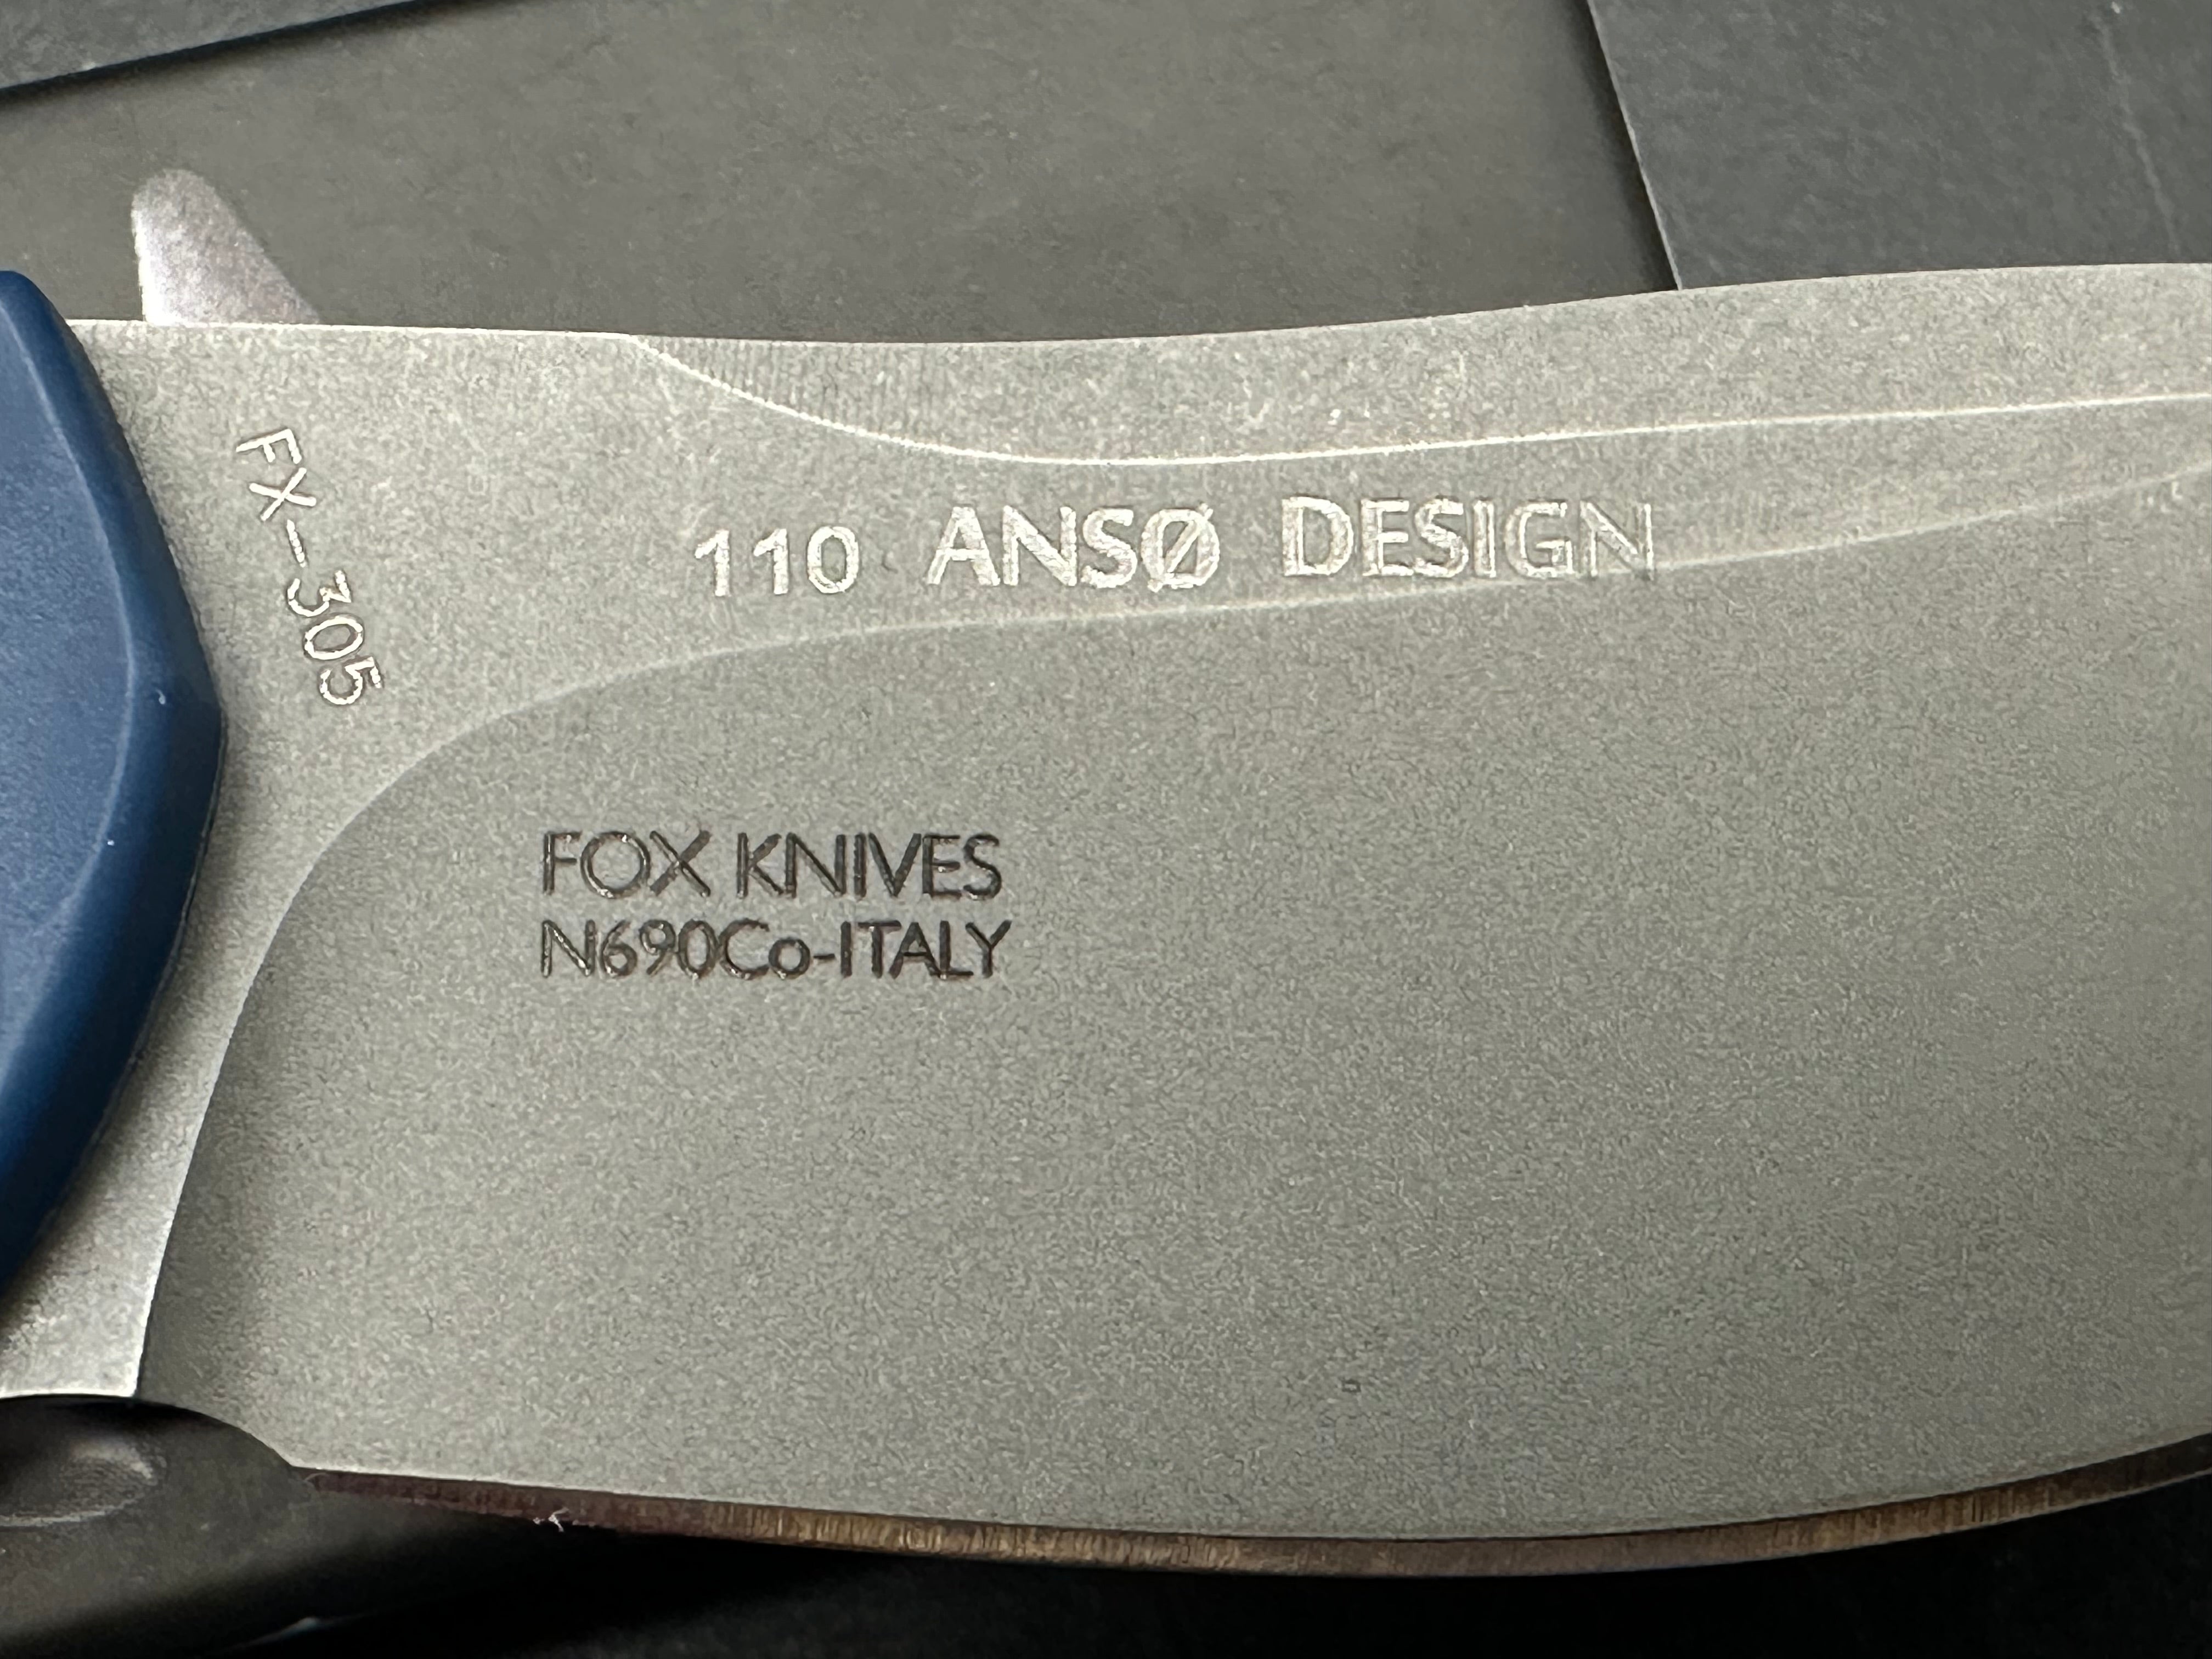 FX-305
110 ANSØ DESIGN
FOX KNIVES
N690Co-ITALY